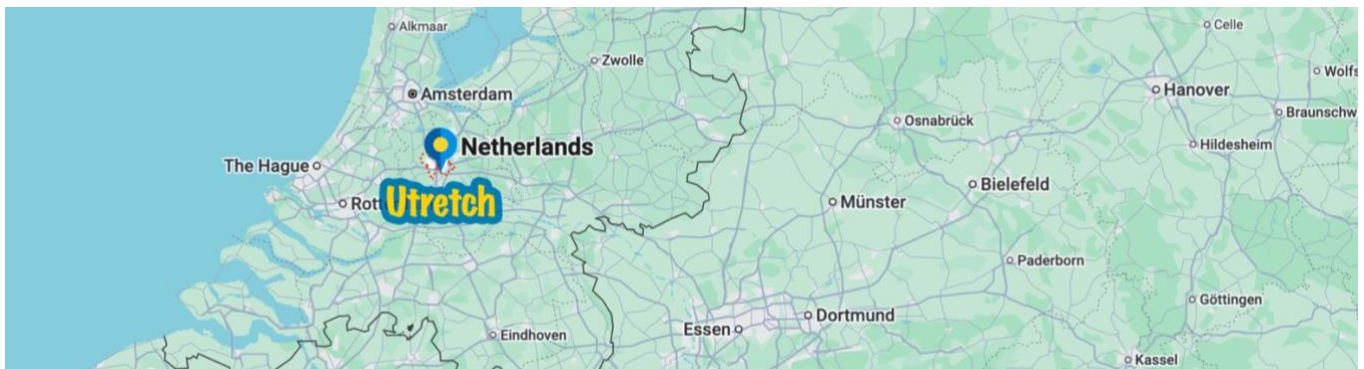 Alkmaar
Celle
Zwolle
Wolfs
Amsterdam
Hanover
Braunschw
Osnabrück
Netherlands
Hildesheim
The Hague
Bielefeld
Rott
Utretch
Münster
Paderborn
Göttingen
Dortmund
Essen
Eindhoven
Kassel